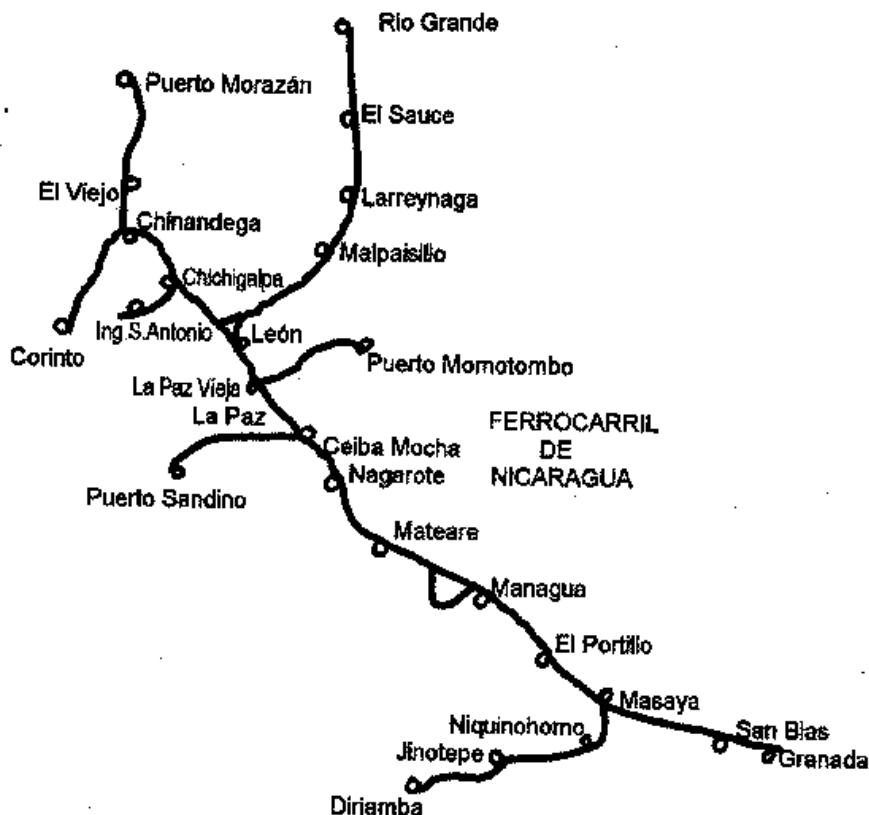 Rio Grande
Puerto Morazán
El Sauce
El Viejo
Larreynaga
Chinandega
Malpaisillo
Chichigalpa
Ing.S.Antonio
León
Corinto
Puerto Momotombo
La Paz Vieja
La Paz
FERROCARRIL
DE
NICARAGUA
Ceiba Mocha
Nagarote
Puerto Sandino
Mateare
Managua
El Portillo
Masaya
Niquinohomo
San Blas
Jinotepe
Granada
Diriamba